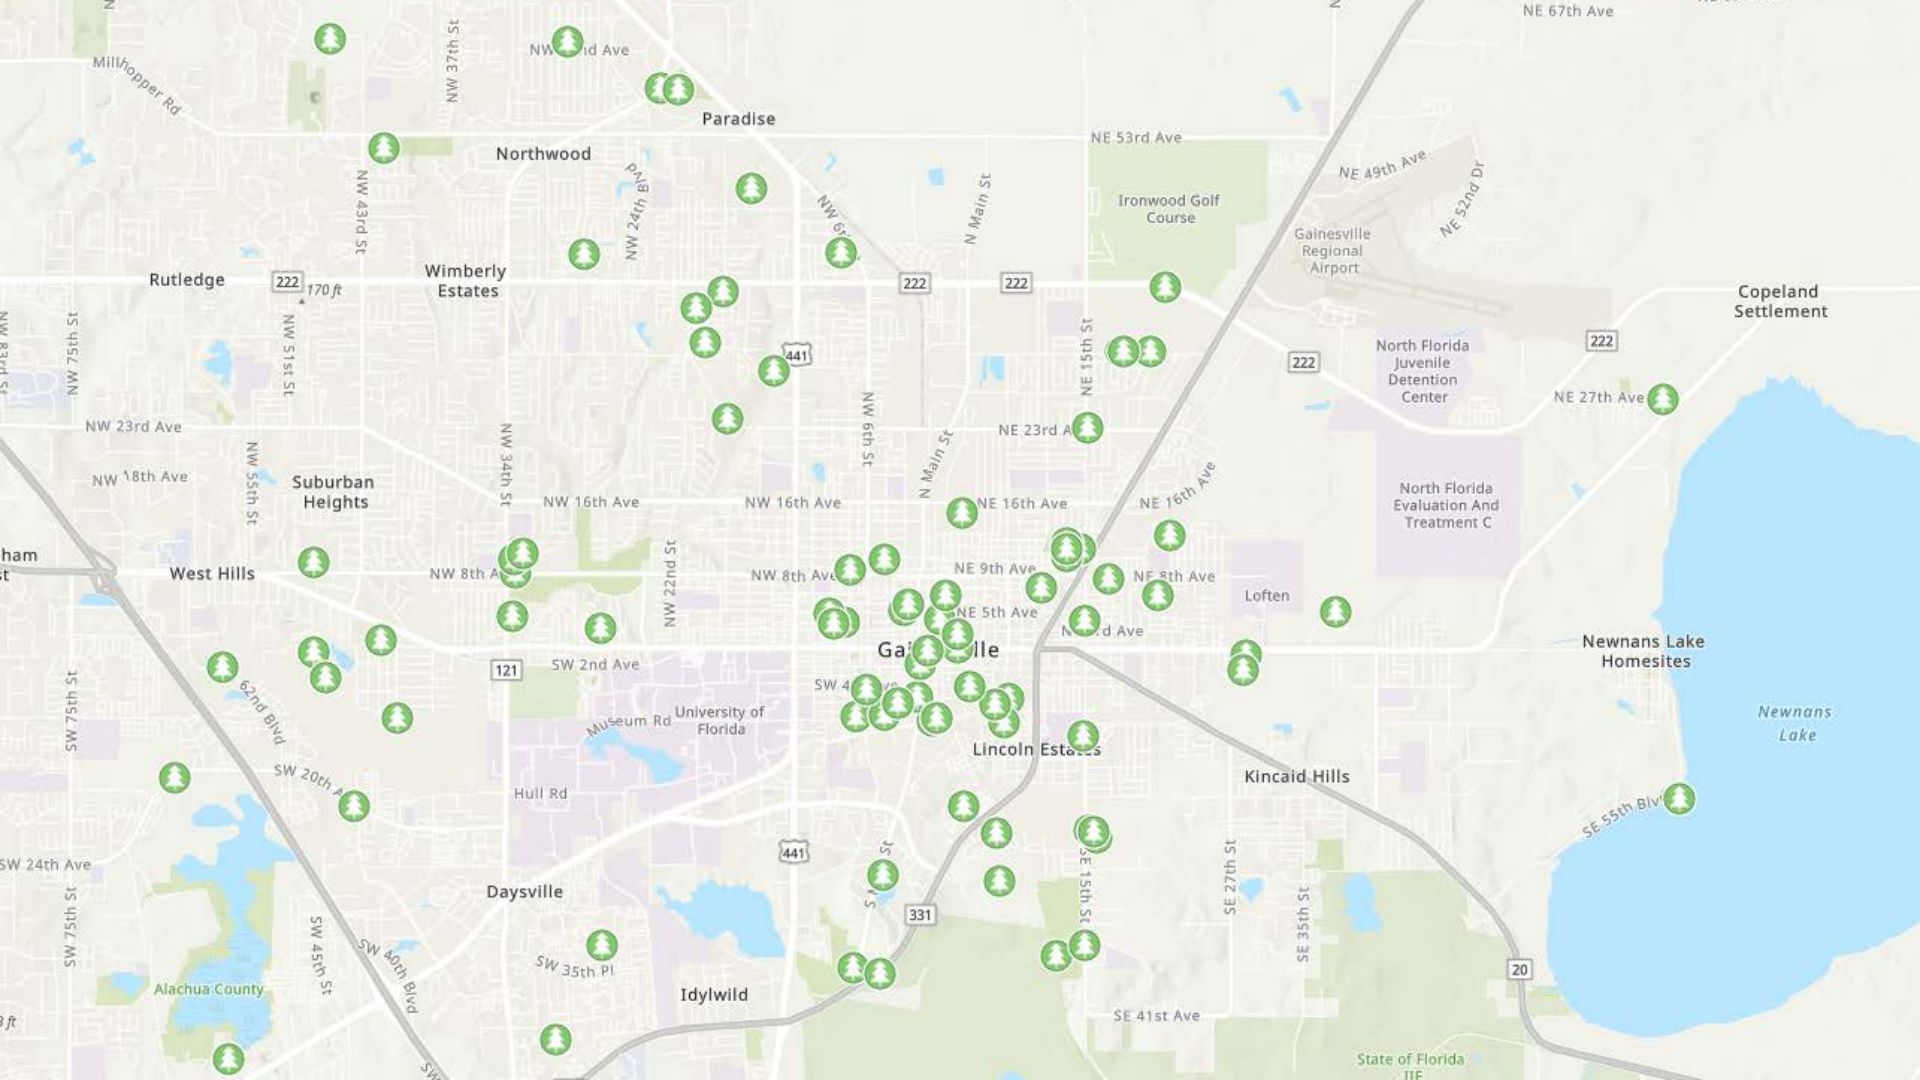 NE 67th Ave
Millhopper Rd
NW 37th St
Paradise
NE 53rd Ave
Northwood
NE 49th Ave
NE 52nd Dr
NW 43rd St
NW 24th Blvd
N Main St
Ironwood Golf
Course
Gainesville
Regional
Airport
Rutledge
222
170 ft
Wimberly
Estates
222
222
Copeland
Settlement
NW 75th St
NW 51st St
441
NE 15th St
222
North Florida
Juvenile
Detention
Center
222
NE 27th Ave
NW 23rd Ave
NW 6th St
NE 23rd A
NW 18th Ave
NW 55th St
Suburban
Heights
NW 34th St
N Main St
NW 16th Ave
NW 16th Ave
NE 16th Ave
NE 16th Ave
North Florida
Evaluation And
Treatment C
ham
West Hills
NW 8th A
NW 22nd St
NW 8th Ave
NE 9th Ave
NE 8th Ave
Loften
NE 5th Ave
Newnans Lake
Homesites
121
SW 2nd Ave
SW 75th St
62nd Blvd
Museum Rd
University of
Florida
Newnans
Lake
Lincoln Estates
SW 20th A
Hull Rd
Kincaid Hills
SE 55th Blv
SW 24th Ave
441
Daysville
SE 15th St
SE 27th St
SW 75th St
SW 45th St
SW 40th Blvd
331
SE 35th St
SW 35th Pl
20
Alachua County
Idylwild
SE 41st Ave
State of Florida
IIF